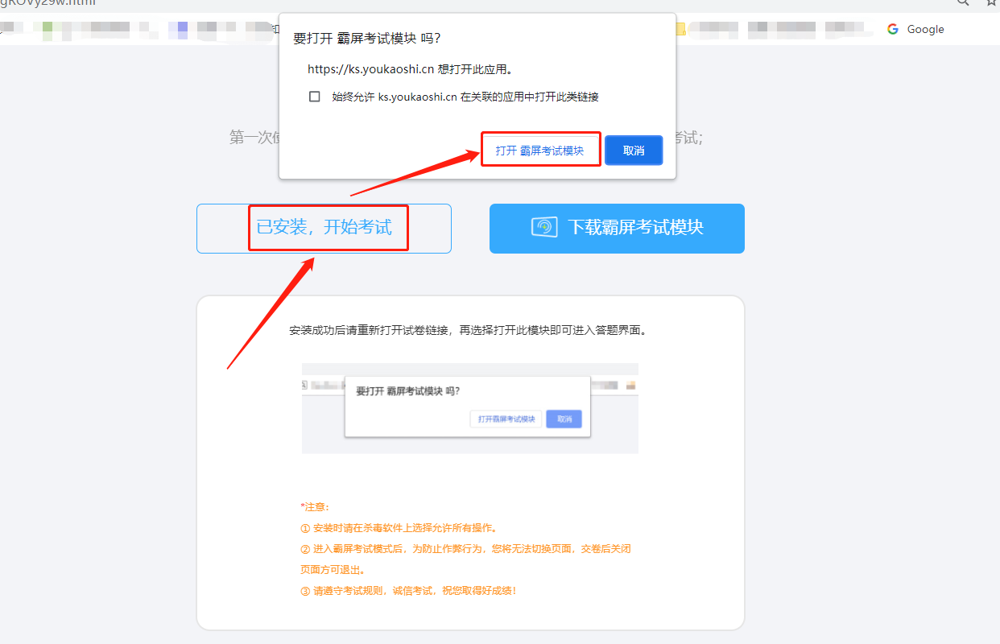 gROVy29w.html
Google
要打开 霸屏考试模块 吗?
https://ks.youkaoshi.cn 想打开此应用。
始终允许 ks.youkaoshi.cn 在关联的应用中打开此类链接
打开 霸屏考试模块
取消
第一次
考试;
已安装，开始考试
下载霸屏考试模块
安装成功后请重新打开试卷链接，再选择打开此模块即可进入答题界面。
要打开 霸屏考试模块 吗?
打开霸屏考试模块
取消
*注意：
① 安装时请在杀毒软件上选择允许所有操作。
② 进入霸屏考试模式后，为防止作弊行为，您将无法切换页面，交卷后关闭
页面方可退出。
③ 请遵守考试规则，诚信考试，祝您取得好成绩！